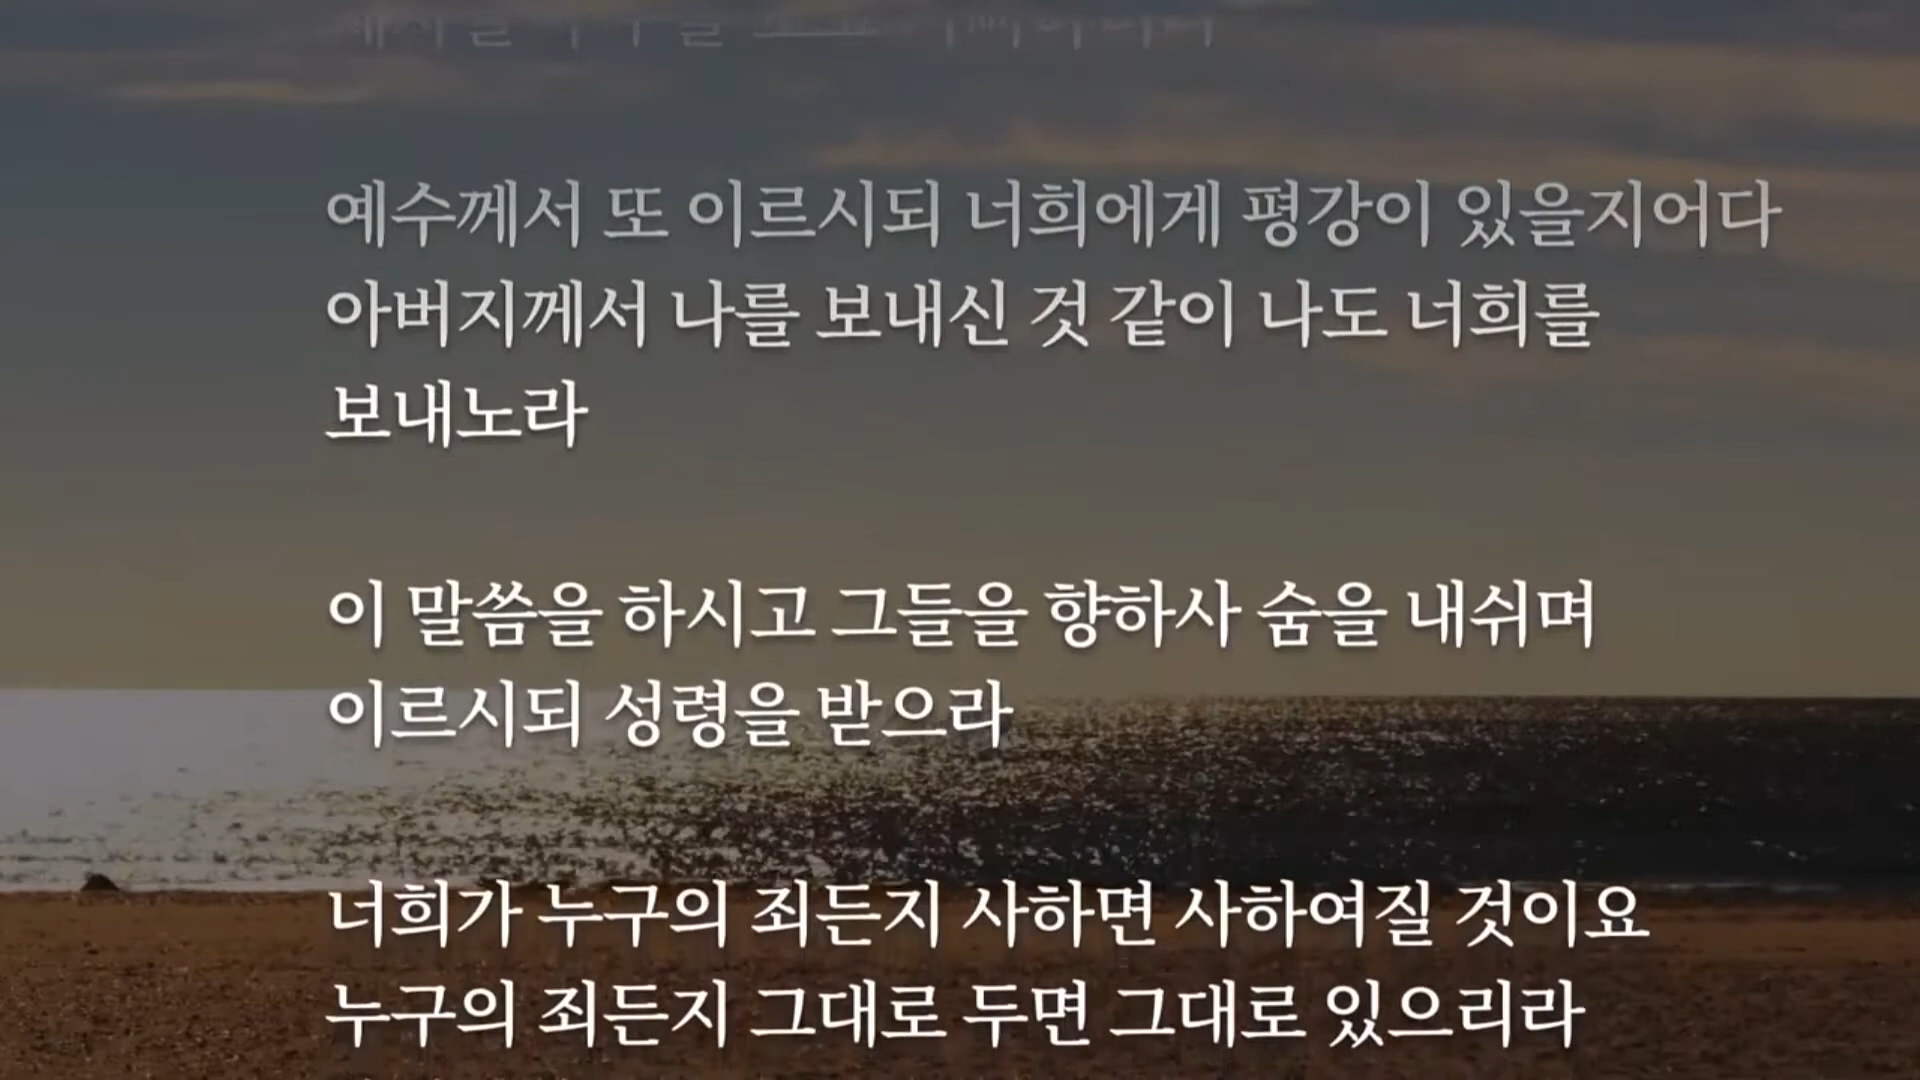 예수께서 또 이르시되 너희에게 평강이 있을지어다
아버지께서 나를 보내신 것 같이 나도 너희를
보내노라
이 말씀을 하시고 그들을 향하사 숨을 내쉬며
이르시되 성령을 받으라
너희가 누구의 죄든지 사하면 사하여질 것이요
누구의 죄든지 그대로 두면 그대로 있으리라